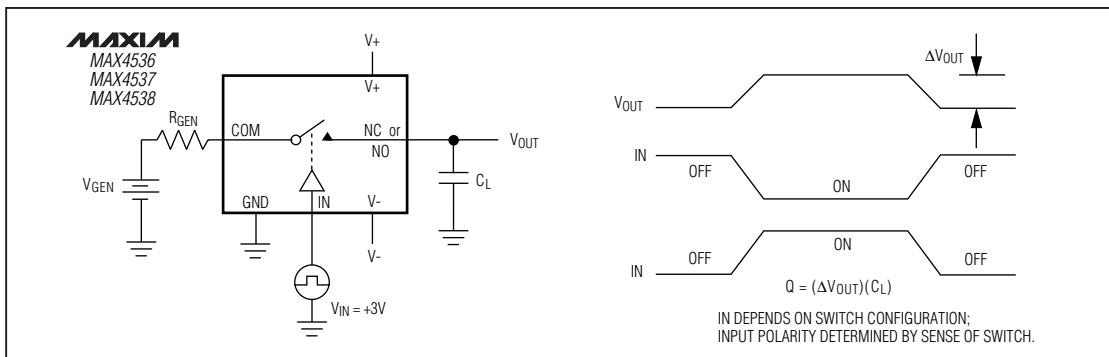 MAXIM
MAX4536
MAX4537
MAX4538
V+
V+
RGEN
COM
NC or
NO
VOUT
VGEN
CL
GND
IN
V-
V-
VIN = +3V
ΔVOUT
VOUT
IN
OFF
ON
OFF
IN
OFF
ON
OFF
Q = (ΔVOUT)(CL)
IN DEPENDS ON SWITCH CONFIGURATION;
INPUT POLARITY DETERMINED BY SENSE OF SWITCH.